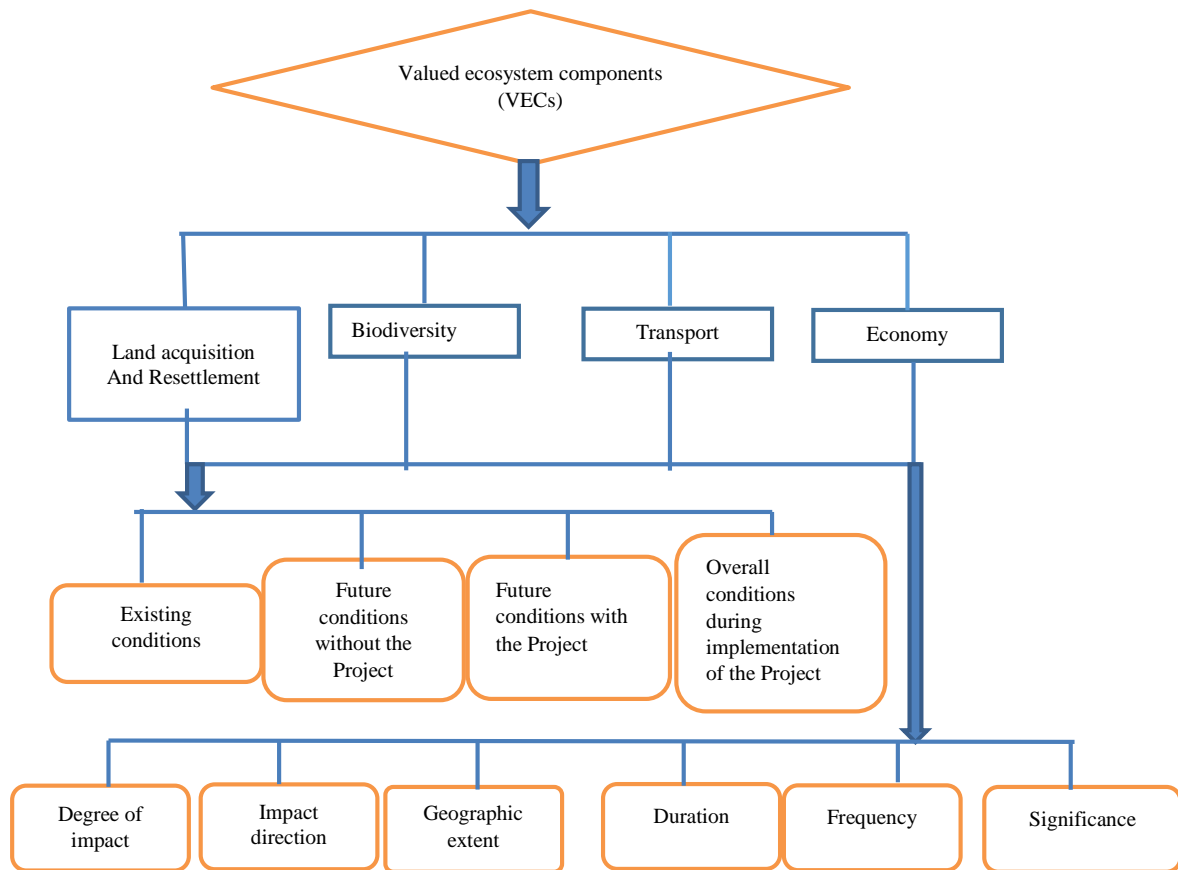 Valued ecosystem components
(VECs)
Land acquisition
And Resettlement
Biodiversity
Transport
Economy
Existing
conditions
Future
conditions
without the
Project
Future
conditions with
the Project
Overall
conditions
during
implementation
of the Project
Degree of
impact
Impact
direction
Geographic
extent
Duration
Frequency
Significance